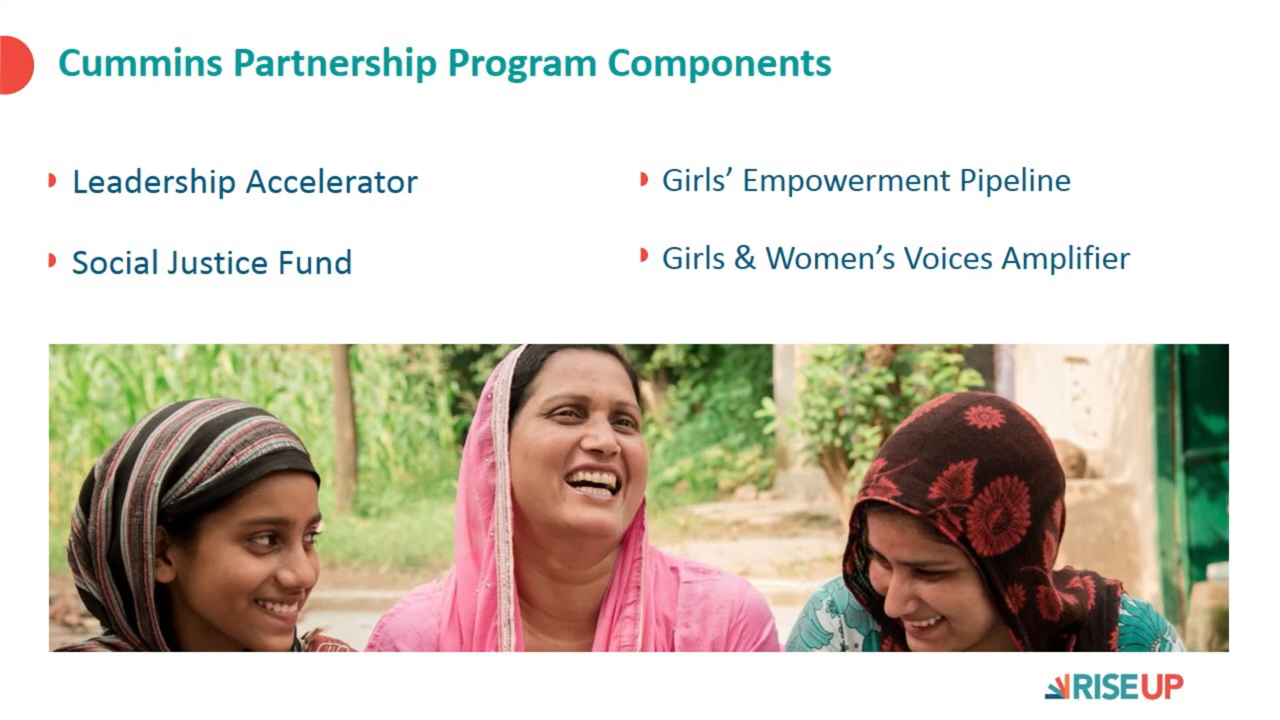 Cummins Partnership Program Components
Leadership Accelerator
Social Justice Fund
Girls’ Empowerment Pipeline
Girls & Women’s Voices Amplifier
RISEUP